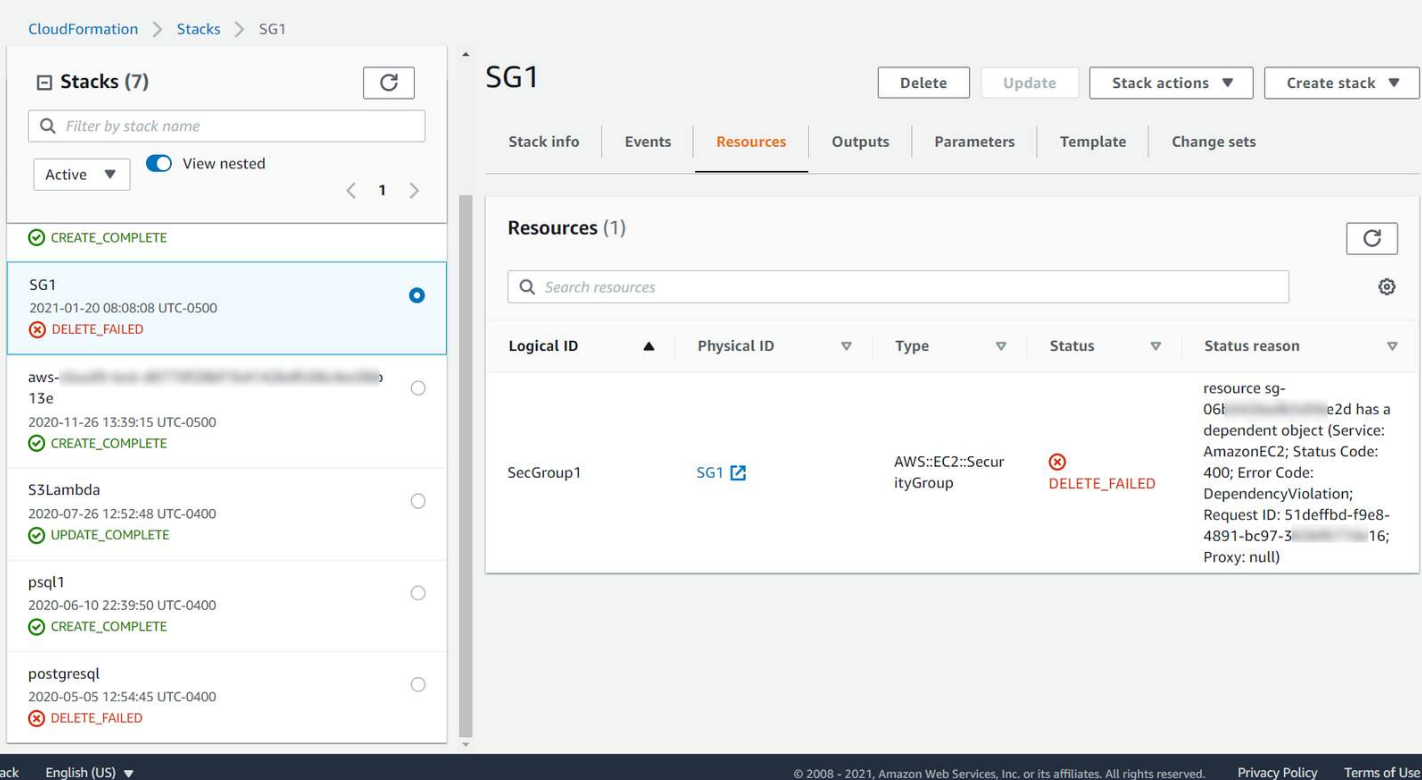 CloudFormation > Stacks > SG1
Stacks (7)
Filter by stack name
Active
View nested
< 1 >
CREATE_COMPLETE
SG1
2021-01-20 08:08:08 UTC-0500
DELETE_FAILED
aws-
13e
2020-11-26 13:39:15 UTC-0500
CREATE_COMPLETE
S3Lambda
2020-07-26 12:52:48 UTC-0400
UPDATE_COMPLETE
psql1
2020-06-10 22:39:50 UTC-0400
CREATE_COMPLETE
postgresql
2020-05-05 12:54:45 UTC-0400
DELETE_FAILED
SG1
Delete Update Stack actions Create stack
Stack info Events Resources Outputs Parameters Template Change sets
Resources (1)
Search resources
Logical ID Physical ID Type Status Status reason
SecGroup1
SG1
AWS::EC2::Secur
ityGroup
DELETE_FAILED
resource sg-
06b e2d has a
dependent object (Service:
AmazonEC2; Status Code:
400; Error Code:
DependencyViolation;
Request ID: 51deffbd-f9e8-
4891-bc97-3 16;
Proxy: null)
ack English (US) © 2008 - 2021, Amazon Web Services, Inc. or its affiliates. All rights reserved. Privacy Policy Terms of Use